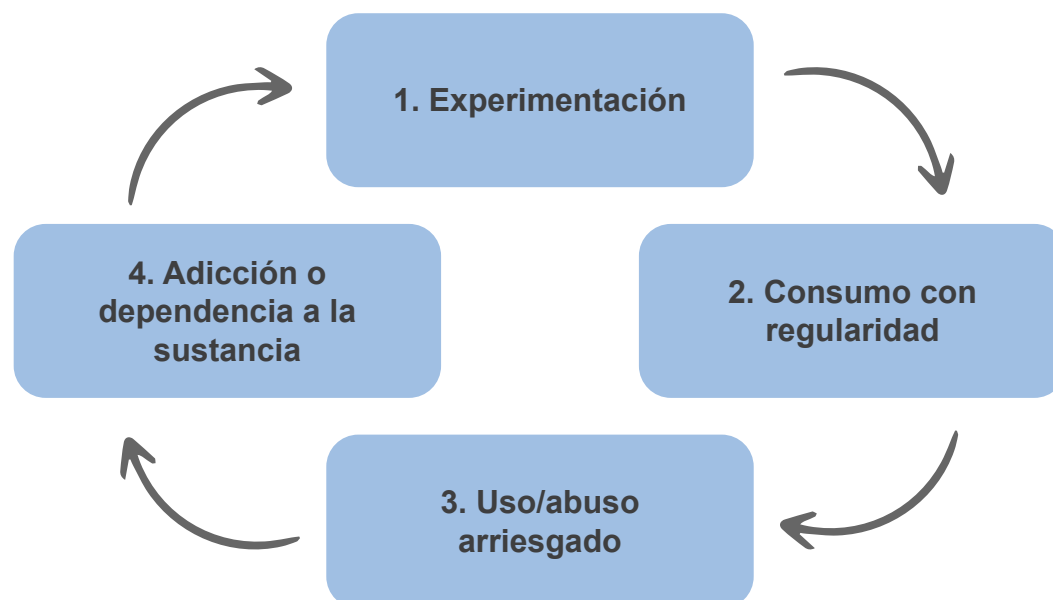 1. Experimentación
2. Consumo con
regularidad
3. Uso/abuso
arriesgado
4. Adicción o
dependencia a la
sustancia